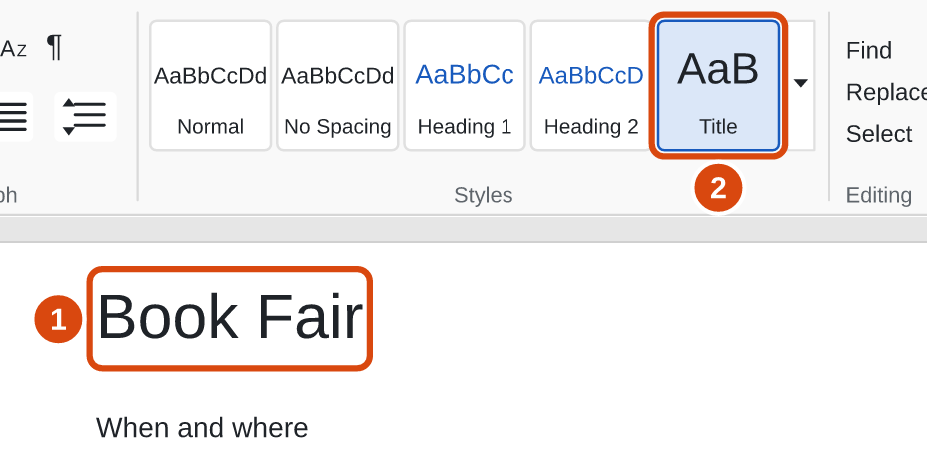 AZ ¶
AaBbCcDd AaBbCcDd AaBbCc AaBbCcD AaB
Normal No Spacing Heading 1 Heading 2 Title
Find
Replace
Select
ph Styles Editing
2
1 Book Fair
When and where